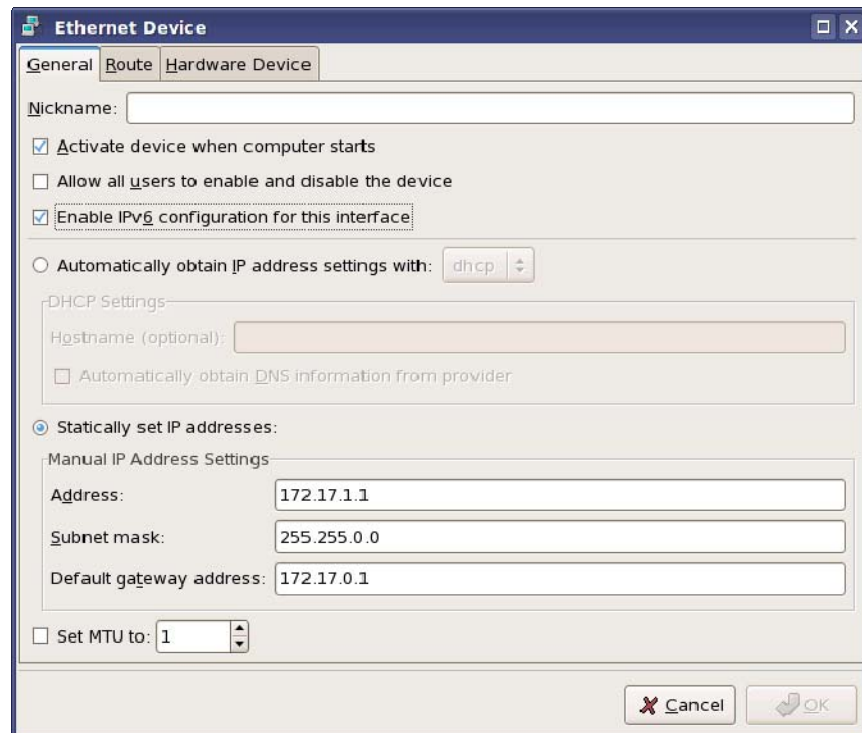 Ethernet Device
General Route Hardware Device
Nickname:
Activate device when computer starts
Allow all users to enable and disable the device
Enable IPv6 configuration for this interface
Automatically obtain IP address settings with: dhcp
DHCP Settings
Hostname (optional):
Automatically obtain DNS information from provider
Statically set IP addresses:
Manual IP Address Settings
Address: 172.17.1.1
Subnet mask: 255.255.0.0
Default gateway address: 172.17.0.1
Set MTU to: 1
Cancel OK